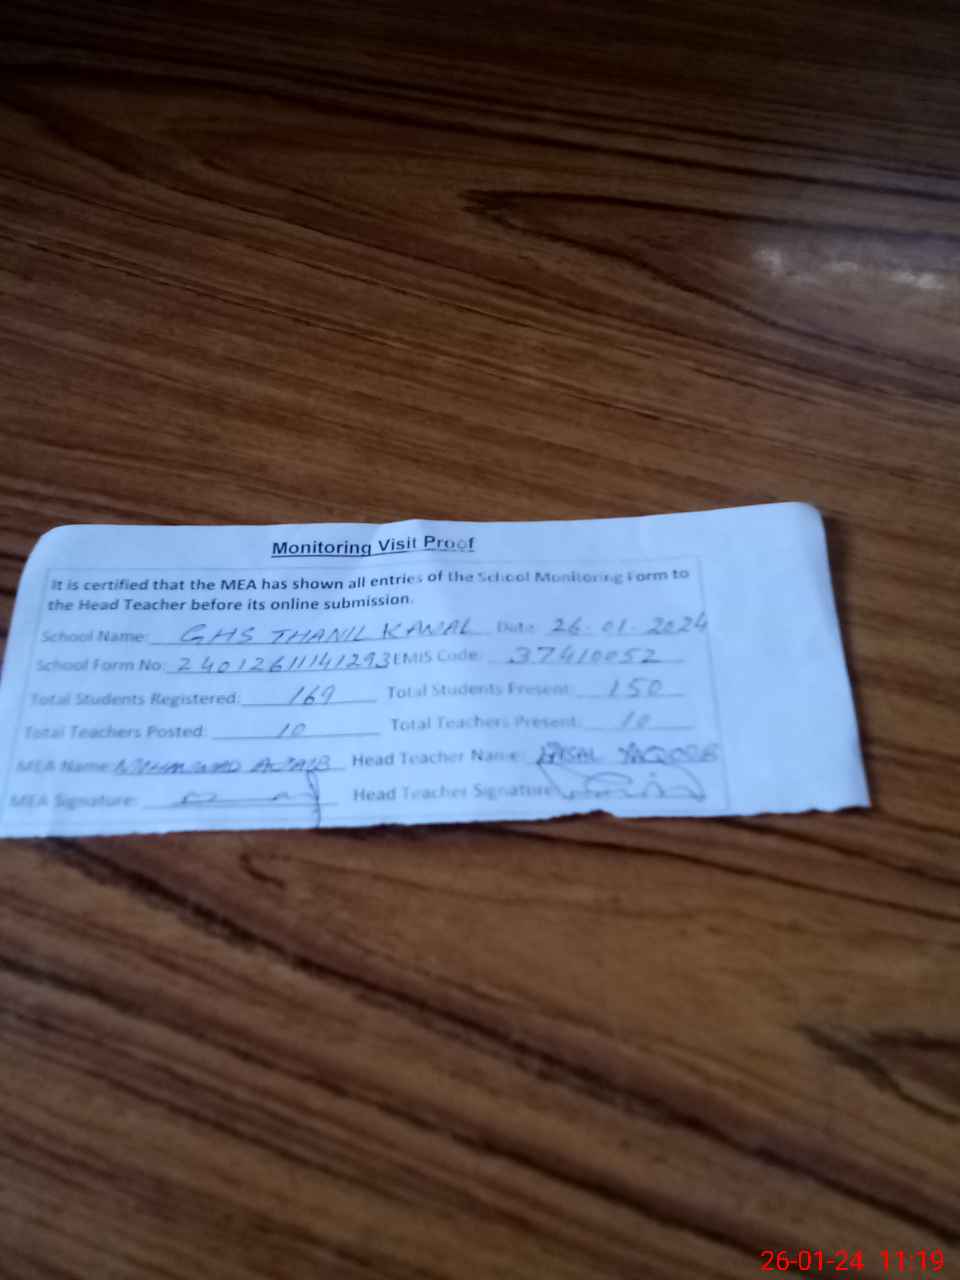 Monitoring Visit Proof
It is certified that the MEA has shown all entries of the School Monitoring Form to
the Head Teacher before its online submission.
School Name: GHS THANIL KAWAL Date: 26-01-2024
School Form No: 24012611141293 EMIS Code: 37410052
Total Students Registered: 169 Total Students Present: 150
Total Teachers Posted: 10 Total Teachers Present: 10
MEA Name: Head Teacher Name: YAQOOB
MEA Signature: Head Teacher Signature
26-01-24 11:19